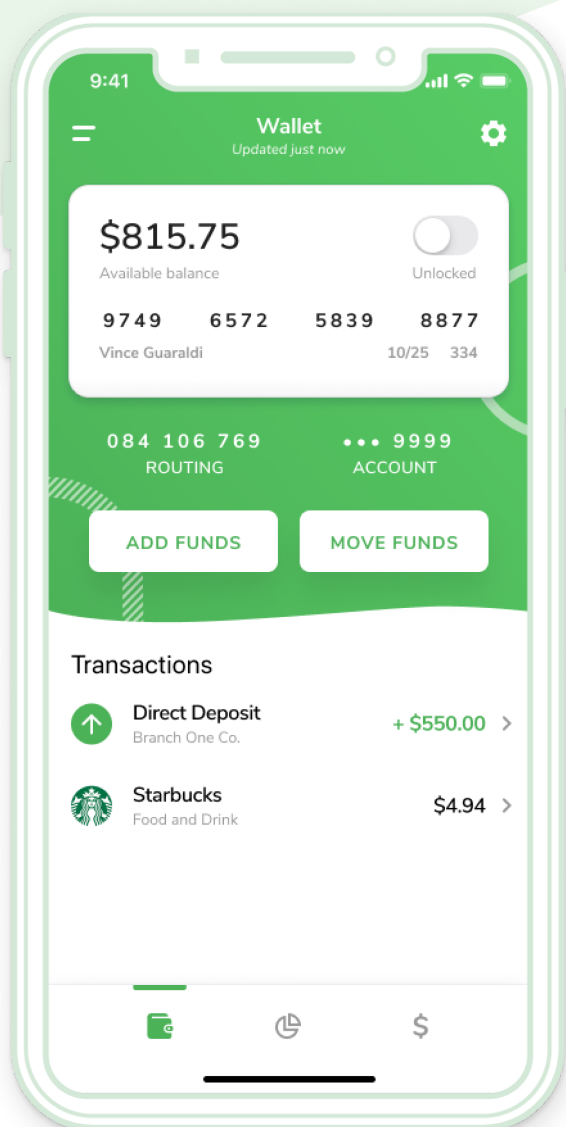 9:41
Wallet
Updated just now
$815.75
Available balance
Unlocked
9749 6572 5839 8877
Vince Guaraldi 10/25 334
084 106 769 ••• 9999
ROUTING ACCOUNT
ADD FUNDS MOVE FUNDS
Transactions
Direct Deposit
+ $550.00
Branch One Co.
Starbucks
$4.94
Food and Drink
$